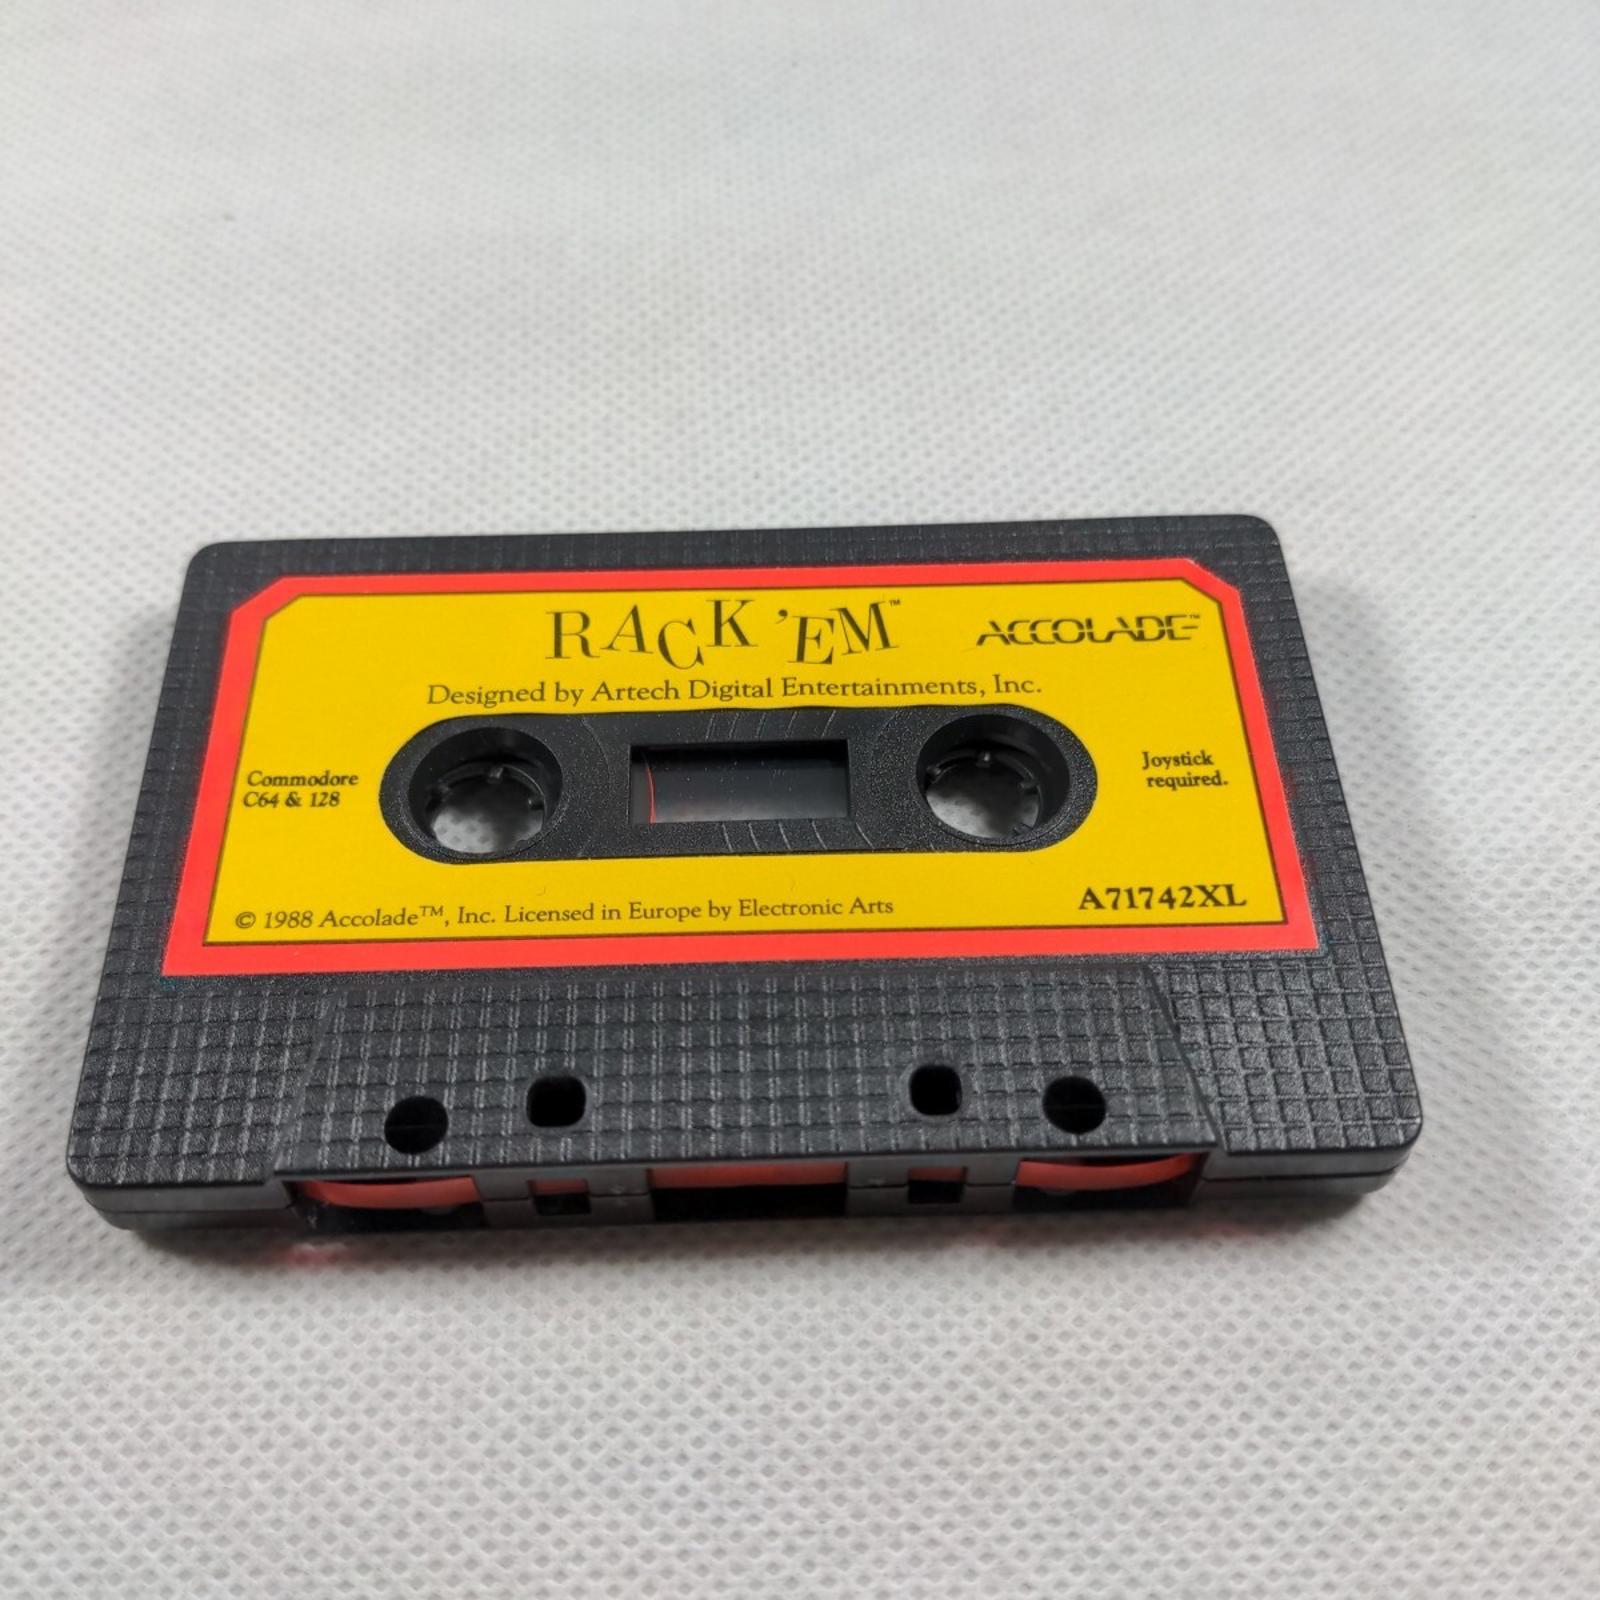 RACK 'EM™
ACCOLADE™
Designed by Artech Digital Entertainments, Inc.
Commodore
C64 & 128
Joystick
required.
© 1988 Accolade™, Inc. Licensed in Europe by Electronic Arts
A71742XL